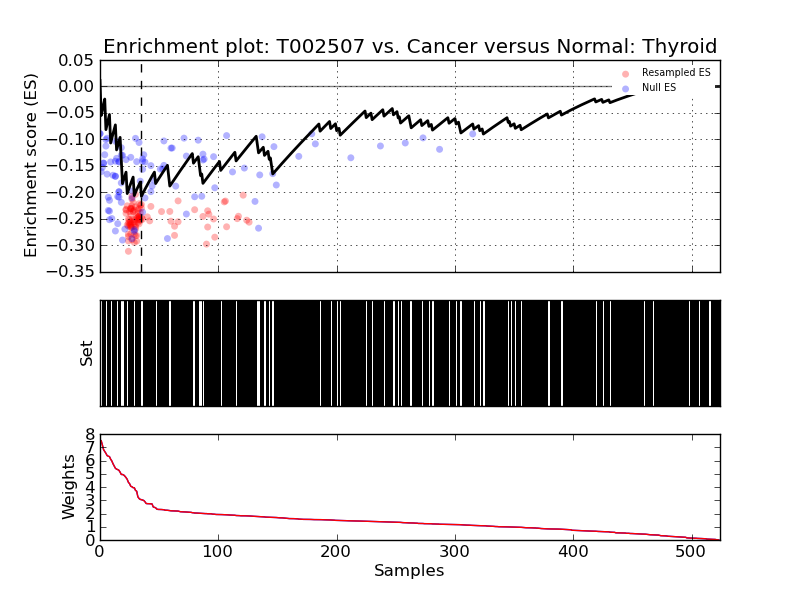 Enrichment plot: T002507 vs. Cancer versus Normal: Thyroid
Enrichment score (ES)
0.05
0.00
−0.05
−0.10
−0.15
−0.20
−0.25
−0.30
−0.35
Resampled ES
Null ES
Set
Weights
8
7
6
5
4
3
2
1
0
0 100 200 300 400 500
Samples